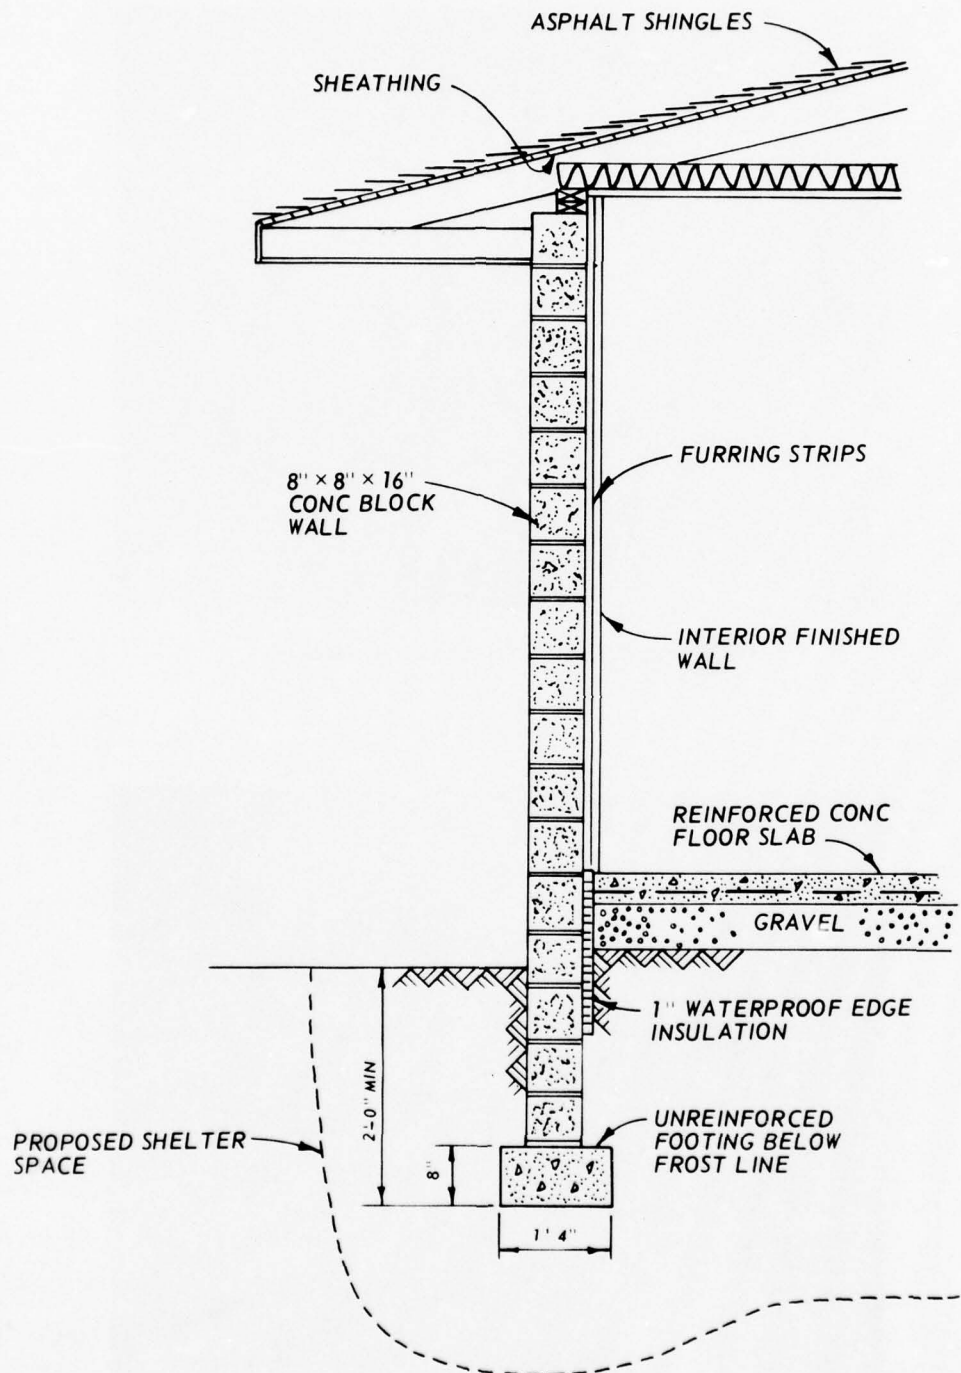 ASPHALT SHINGLES
SHEATHING
FURRING STRIPS
8" × 8" × 16"
CONC BLOCK
WALL
INTERIOR FINISHED
WALL
REINFORCED CONC
FLOOR SLAB
GRAVEL
1" WATERPROOF EDGE
INSULATION
2'-0" MIN
UNREINFORCED
FOOTING BELOW
FROST LINE
PROPOSED SHELTER
SPACE
8"
1' 4"